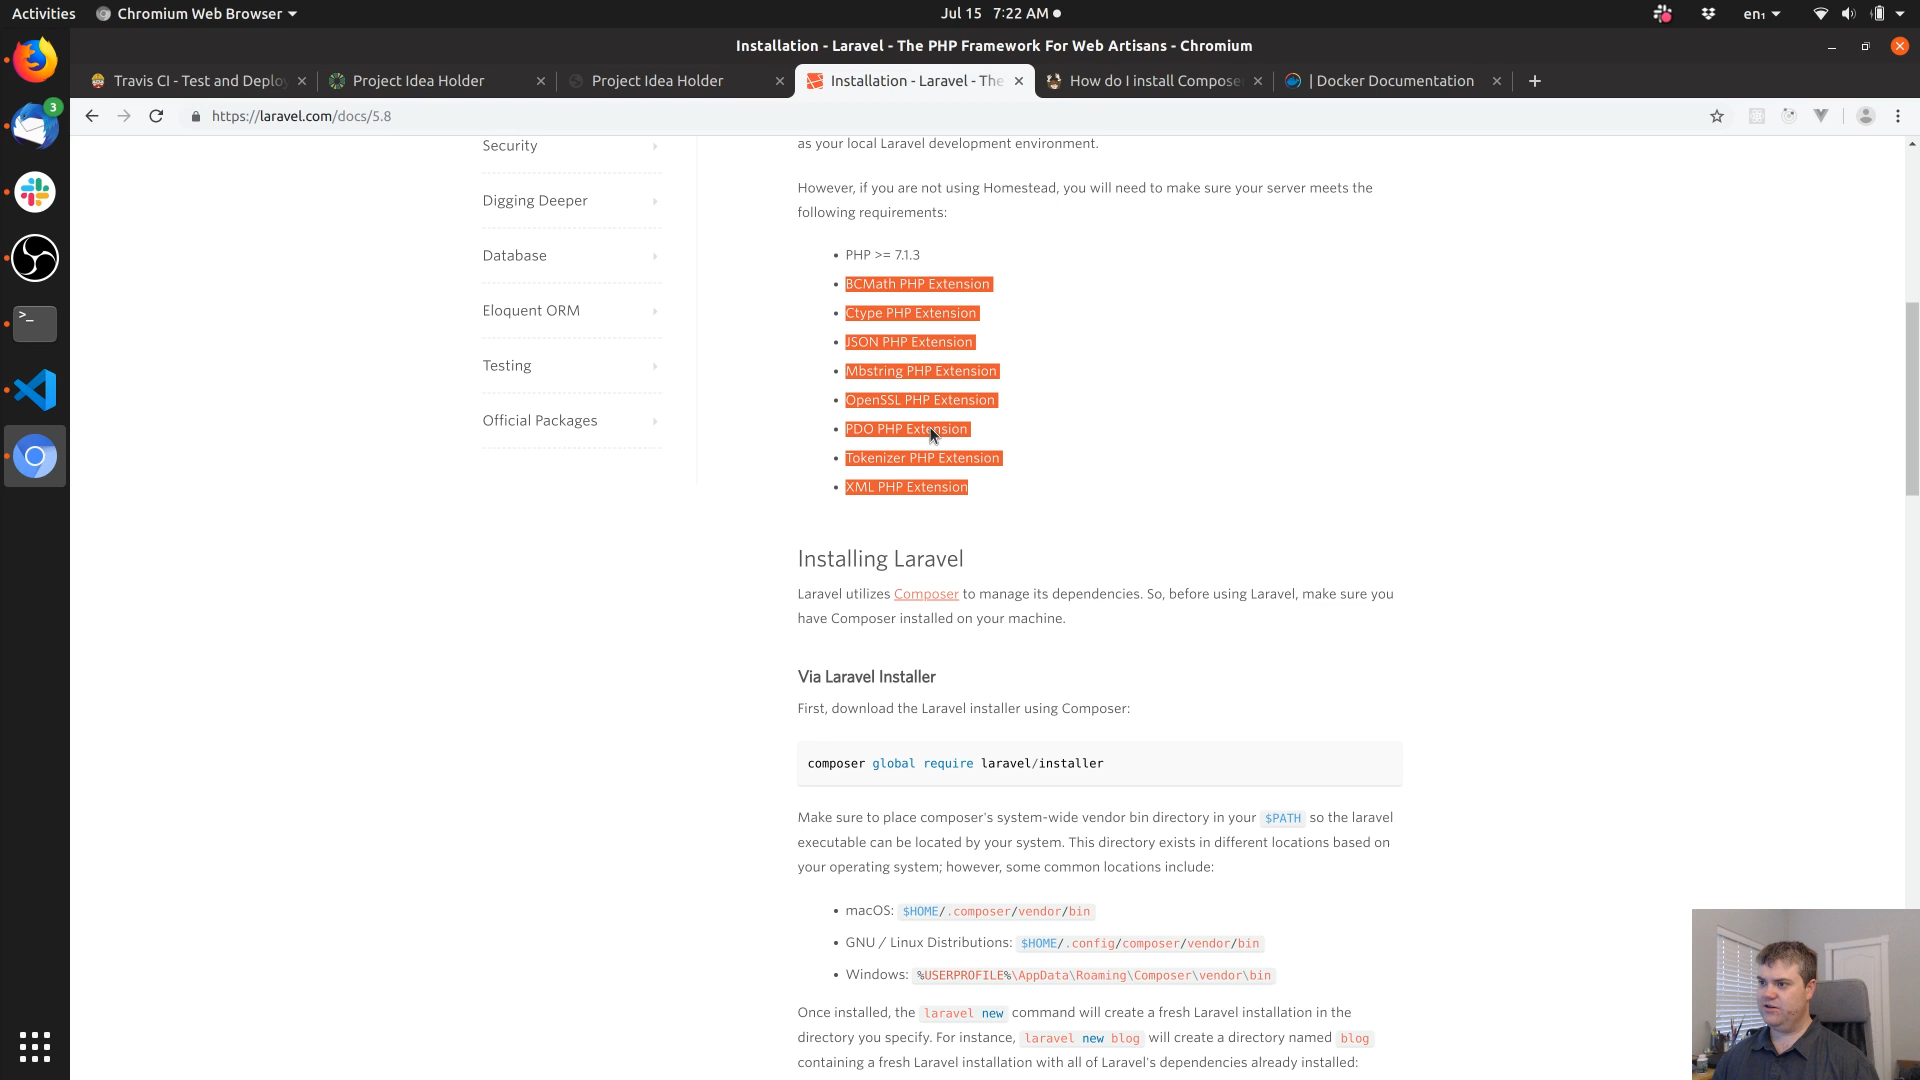 Activities
Chromium Web Browser
Jul 15 7:22 AM
en₁
Installation - Laravel - The PHP Framework For Web Artisans - Chromium
Travis CI - Test and Deploy
Project Idea Holder
Project Idea Holder
Installation - Laravel - The
How do I install Compose
| Docker Documentation
https://laravel.com/docs/5.8
3
>_
Security
Digging Deeper
Database
Eloquent ORM
Testing
Official Packages
as your local Laravel development environment.
However, if you are not using Homestead, you will need to make sure your server meets the
following requirements:
PHP >= 7.1.3
BCMath PHP Extension
Ctype PHP Extension
JSON PHP Extension
Mbstring PHP Extension
OpenSSL PHP Extension
PDO PHP Extension
Tokenizer PHP Extension
XML PHP Extension
Installing Laravel
Laravel utilizes Composer to manage its dependencies. So, before using Laravel, make sure you
have Composer installed on your machine.
Via Laravel Installer
First, download the Laravel installer using Composer:
composer global require laravel/installer
Make sure to place composer's system-wide vendor bin directory in your $PATH so the laravel
executable can be located by your system. This directory exists in different locations based on
your operating system; however, some common locations include:
macOS: $HOME/.composer/vendor/bin
GNU / Linux Distributions: $HOME/.config/composer/vendor/bin
Windows: %USERPROFILE%\AppData\Roaming\Composer\vendor\bin
Once installed, the laravel new command will create a fresh Laravel installation in the
directory you specify. For instance, laravel new blog will create a directory named blog
containing a fresh Laravel installation with all of Laravel's dependencies already installed: